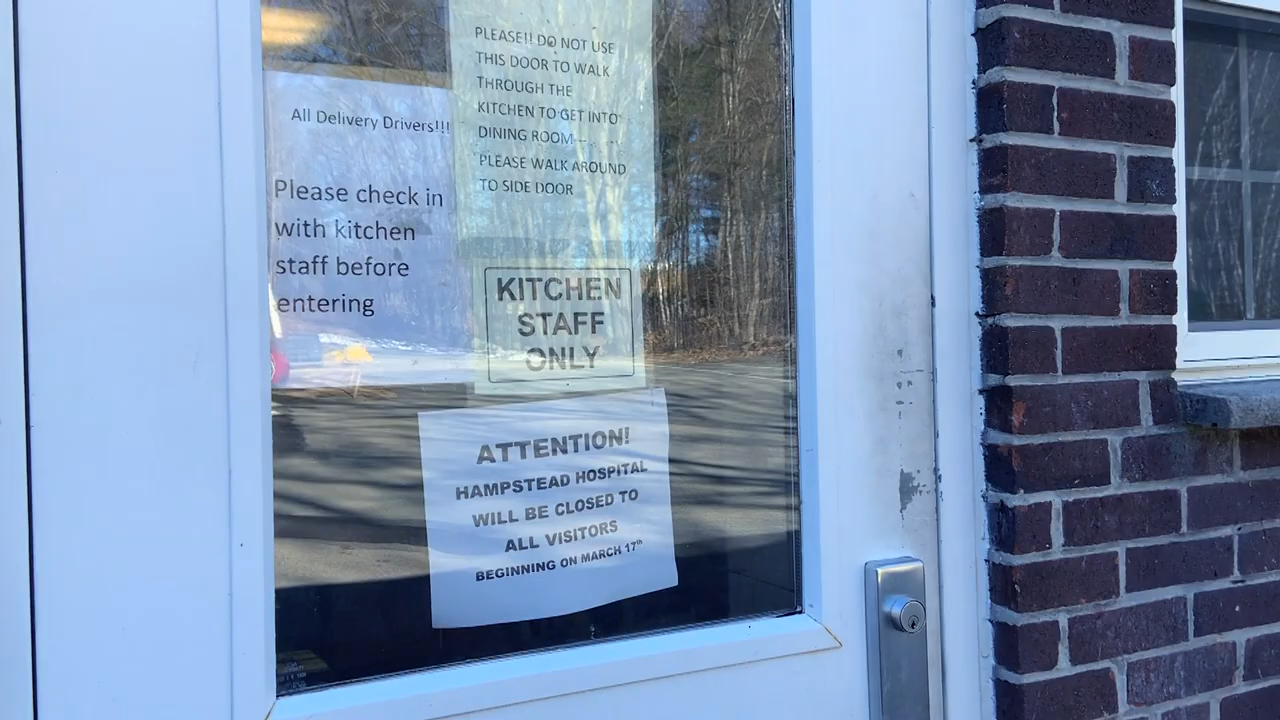 All Delivery Drivers!!!
Please check in
with kitchen
staff before
entering
PLEASE!! DO NOT USE
THIS DOOR TO WALK
THROUGH THE
KITCHEN TO GET INTO
DINING ROOM---
PLEASE WALK AROUND
TO SIDE DOOR
KITCHEN
STAFF
ONLY
ATTENTION!
HAMPSTEAD HOSPITAL
WILL BE CLOSED TO
ALL VISITORS
BEGINNING ON MARCH 17th